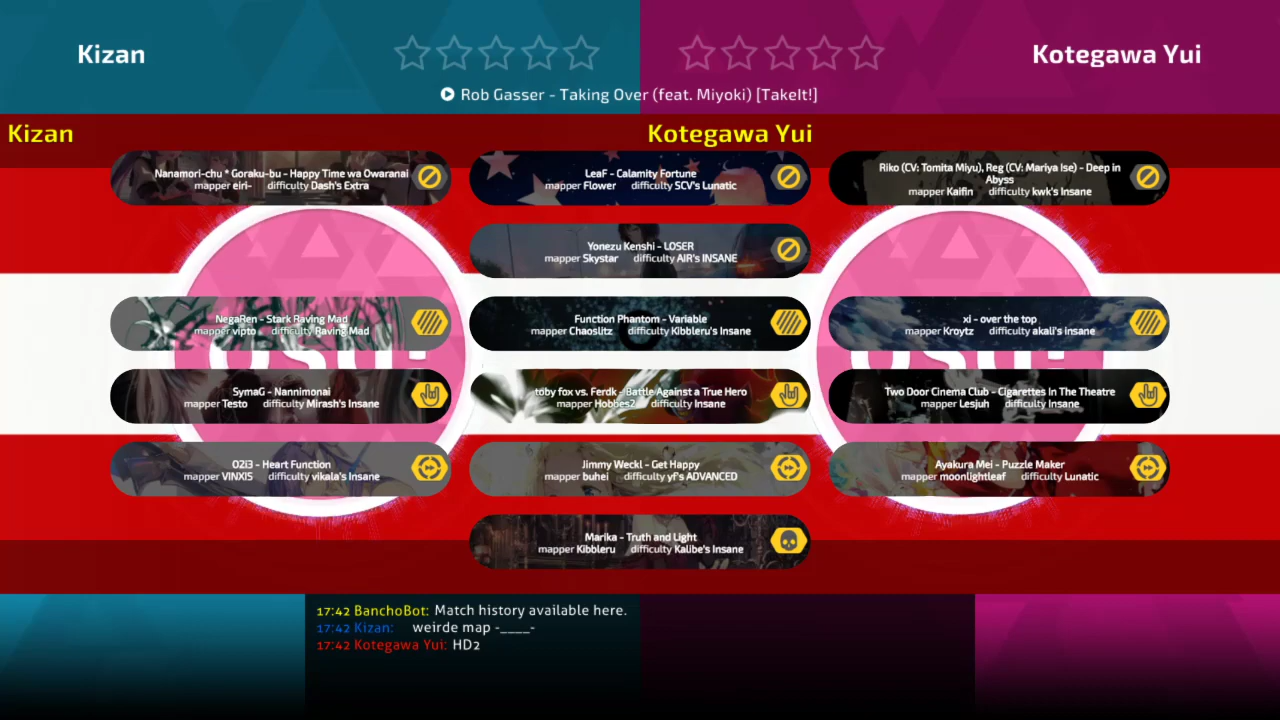 Kizan
Kotegawa Yui
Rob Gasser - Taking Over (feat. Miyoki) [TakeIt!]
Kizan
Kotegawa Yui
Nanamori-chu * Goraku-bu - Happy Time wa Owaranai
mapper eiri- difficulty Dash's Extra
LeaF - Calamity Fortune
mapper Flower difficulty SCV's Lunatic
Riko (CV: Tomita Miyu), Reg (CV: Mariya Ise) - Deep in
Abyss
mapper Kaifin difficulty kwk's Insane
Yonezu Kenshi - LOSER
mapper Skystar difficulty AIR's INSANE
NegaRen - Stark Raving Mad
mapper vipto difficulty Raving Mad
Function Phantom - Variable
mapper Chaoslitz difficulty Kibbleru's Insane
xi - over the top
mapper Kroytz difficulty akali's insane
SymaG - Nannimonai
mapper Testo difficulty Mirash's Insane
toby fox vs. Ferdk - Battle Against a True Hero
mapper Hobbes2 difficulty Insane
Two Door Cinema Club - Cigarettes In The Theatre
mapper Lesjuh difficulty Insane
O2i3 - Heart Function
mapper VINXIS difficulty vikala's Insane
Jimmy Weckl - Get Happy
mapper buhei difficulty yf's ADVANCED
Ayakura Mei - Puzzle Maker
mapper moonlightleaf difficulty Lunatic
Marika - Truth and Light
mapper Kibbleru difficulty Kalibe's Insane
17:42 BanchoBot: Match history available here.
17:42 Kizan: weirde map -____-
17:42 Kotegawa Yui: HD2